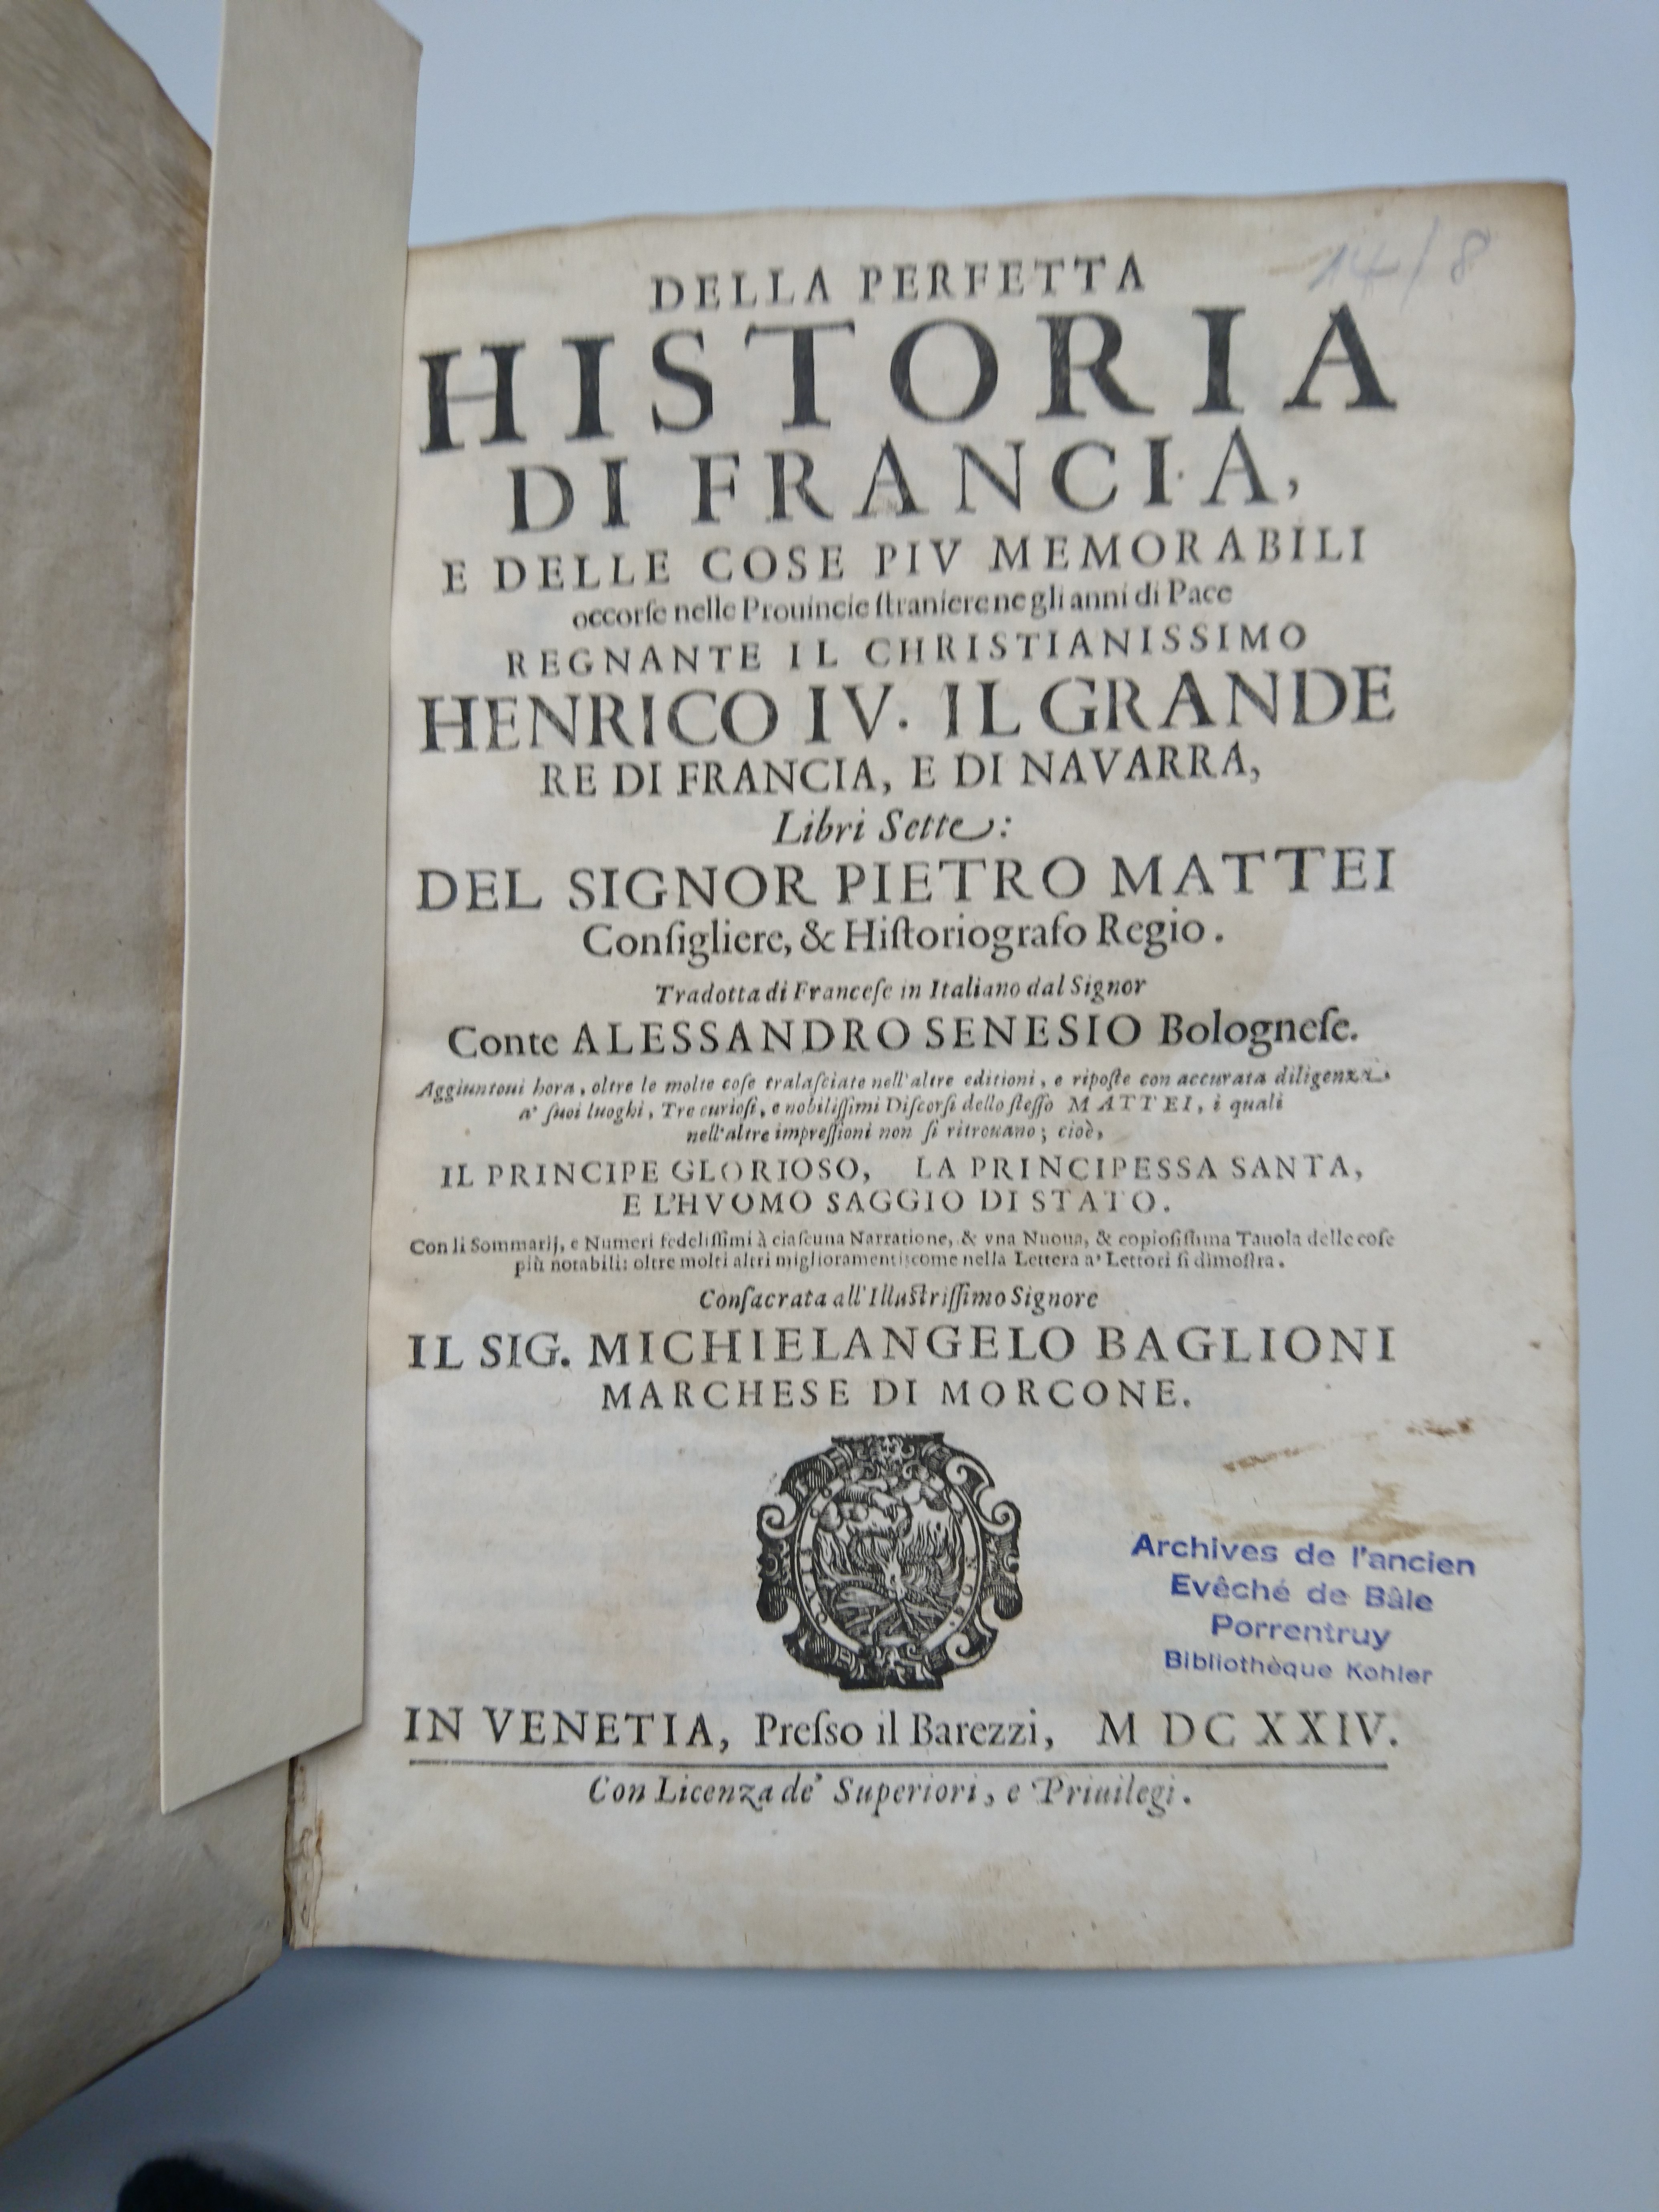 14/8
DELLA PERFETTA
HISTORIA
DI FRANCIA,
E DELLE COSE PIV MEMORABILI
occorſe nelle Prouincie ſtraniere negli anni di Pace
REGNANTE IL CHRISTIANISSIMO
HENRICO IV. IL GRANDE
RE DI FRANCIA, E DI NAVARRA,
Libri Sette:
DEL SIGNOR PIETRO MATTEI
Conſigliere, & Hiſtoriografo Regio.
Tradotta di Franceſe in Italiano dal Signor
Conte ALESSANDRO SENESIO Bologneſe.
Aggiuntoui hora, oltre le molte coſe tralaſciate nell'altre editioni, e ripoſte con accurata diligenza
a' ſuoi luoghi, Tre curioſi, e nobiliſſimi Diſcorſi dello ſteſſo MATTEI, i quali
nell'altre impreſſioni non ſi ritrouano; cioè,
IL PRINCIPE GLORIOSO, LA PRINCIPESSA SANTA,
E L'HVOMO SAGGIO DI STATO.
Con li Sommarij, e Numeri fedeliſſimi à ciaſcuna Narratione, & vna Nuoua, & copioſiſſima Tauola delle coſe
più notabili: oltre molti altri miglioramenti; come nella Lettera a' Lettori ſi dimoſtra.
Conſacrata all'Illuſtriſſimo Signore
IL SIG. MICHIELANGELO BAGLIONI
MARCHESE DI MORCONE.
Archives de l'ancien
Evêché de Bâle
Porrentruy
Bibliothèque Kohler
IN VENETIA, Preſso il Barezzi, M DC XXIV.
Con Licenza de' Superiori, e Priuilegi.